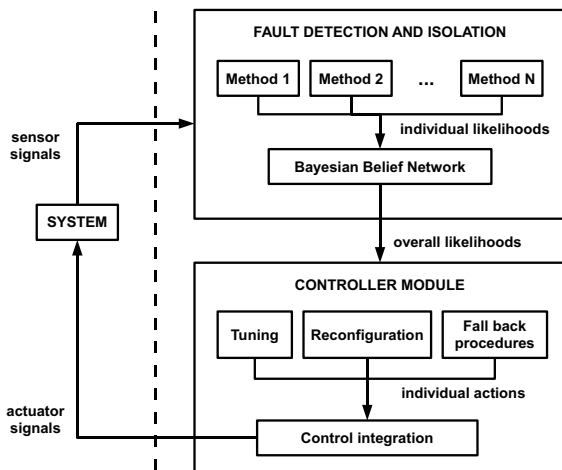 FAULT DETECTION AND ISOLATION
Method 1
Method 2
...
Method N
individual likelihoods
Bayesian Belief Network
sensor
signals
SYSTEM
overall likelihoods
CONTROLLER MODULE
Tuning
Reconfiguration
Fall back
procedures
individual actions
actuator
signals
Control integration